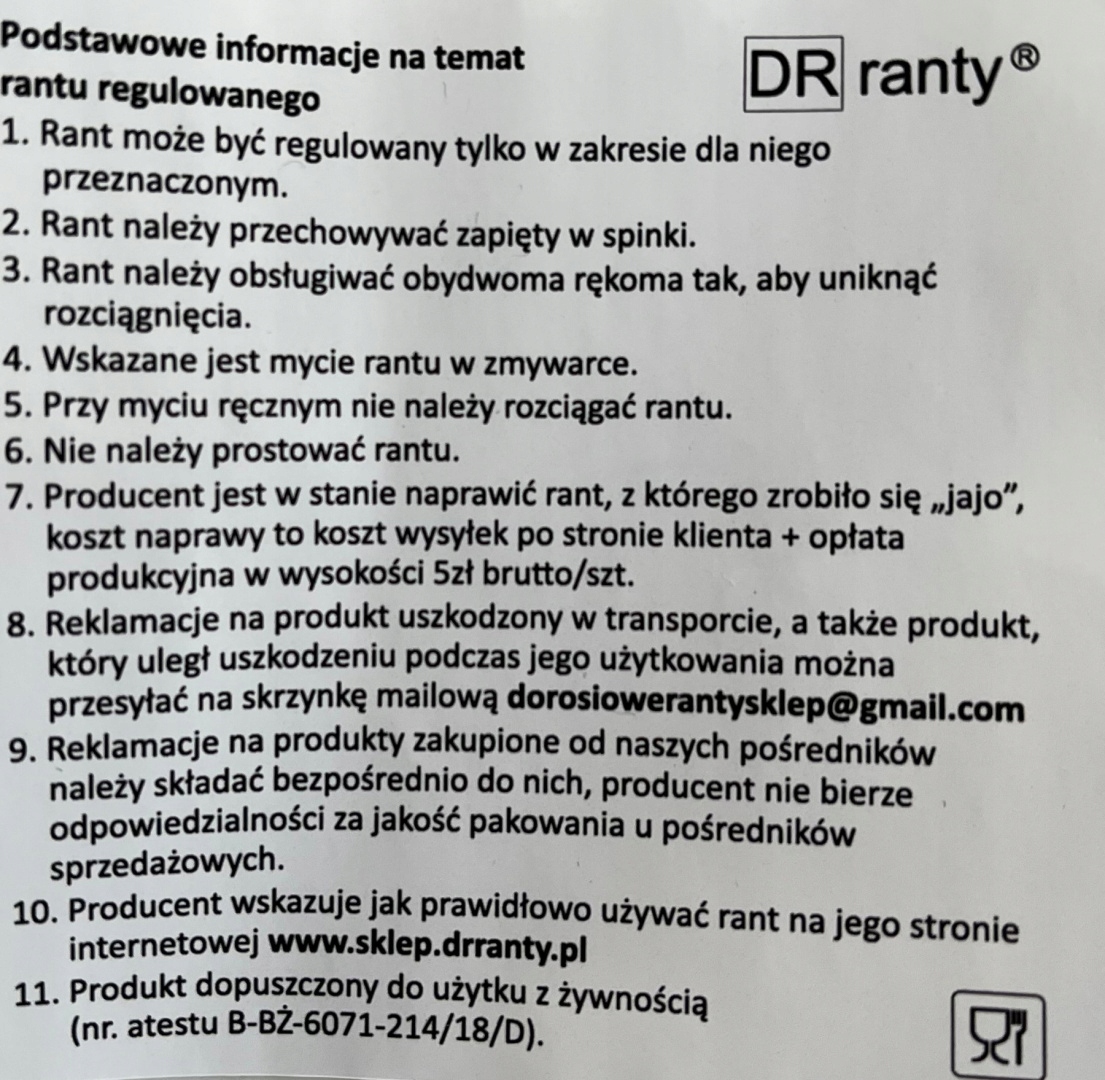 Podstawowe informacje na temat
rantu regulowanego
DR ranty®
1. Rant może być regulowany tylko w zakresie dla niego
przeznaczonym.
2. Rant należy przechowywać zapięty w spinki.
3. Rant należy obsługiwać obydwoma rękoma tak, aby uniknąć
rozciągnięcia.
4. Wskazane jest mycie rantu w zmywarce.
5. Przy myciu ręcznym nie należy rozciągać rantu.
6. Nie należy prostować rantu.
7. Producent jest w stanie naprawić rant, z którego zrobiło się „jajo”,
koszt naprawy to koszt wysyłek po stronie klienta + opłata
produkcyjna w wysokości 5zł brutto/szt.
8. Reklamacje na produkt uszkodzony w transporcie, a także produkt,
który uległ uszkodzeniu podczas jego użytkowania można
przesyłać na skrzynkę mailową dorosiowerantysklep@gmail.com
9. Reklamacje na produkty zakupione od naszych pośredników
należy składać bezpośrednio do nich, producent nie bierze
odpowiedzialności za jakość pakowania u pośredników
sprzedażowych.
10. Producent wskazuje jak prawidłowo używać rant na jego stronie
internetowej www.sklep.drranty.pl
11. Produkt dopuszczony do użytku z żywnością
(nr. atestu B-BŻ-6071-214/18/D).